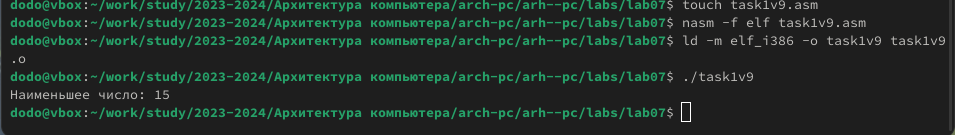 dodo@vbox:~/work/study/2023-2024/Архитектура компьютера/arch-pc/arh--pc/labs/lab07$ touch task1v9.asm
dodo@vbox:~/work/study/2023-2024/Архитектура компьютера/arch-pc/arh--pc/labs/lab07$ nasm -f elf task1v9.asm
dodo@vbox:~/work/study/2023-2024/Архитектура компьютера/arch-pc/arh--pc/labs/lab07$ ld -m elf_i386 -o task1v9 task1v9
.o
dodo@vbox:~/work/study/2023-2024/Архитектура компьютера/arch-pc/arh--pc/labs/lab07$ ./task1v9
Наименьшее число: 15
dodo@vbox:~/work/study/2023-2024/Архитектура компьютера/arch-pc/arh--pc/labs/lab07$